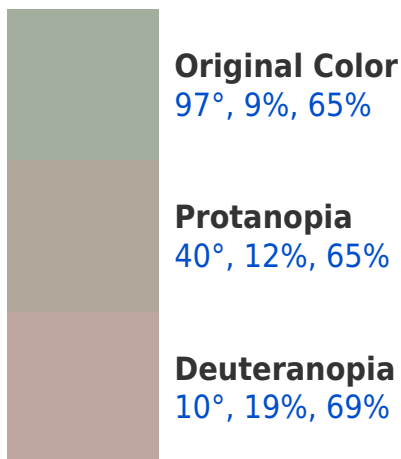 Original Color
97°, 9%, 65%
Protanopia
40°, 12%, 65%
Deuteranopia
10°, 19%, 69%